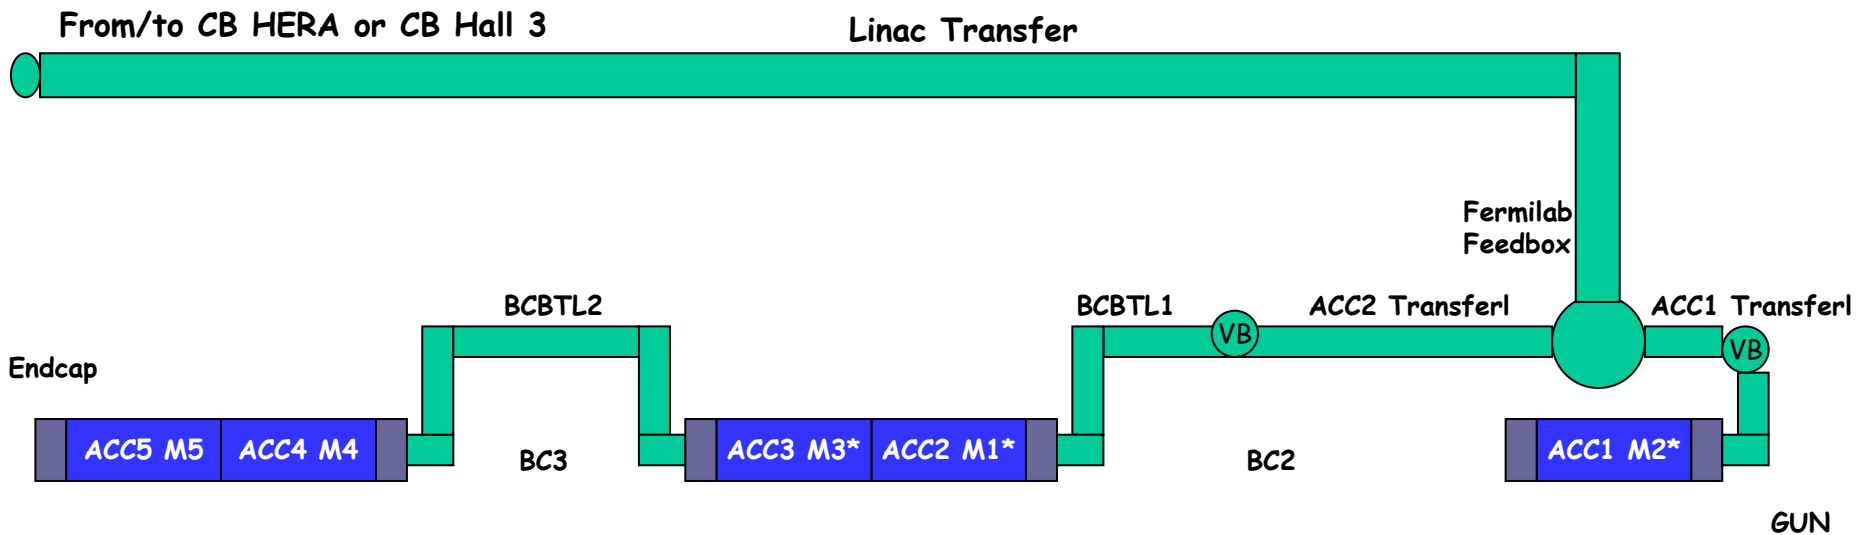 From/to CB HERA or CB Hall 3
Linac Transfer
Fermilab
Feedbox
BCBTL2
BCBTL1
ACC2 Transferl
ACC1 Transferl
VB
VB
Endcap
ACC5 M5
ACC4 M4
BC3
ACC3 M3*
ACC2 M1*
BC2
ACC1 M2*
GUN